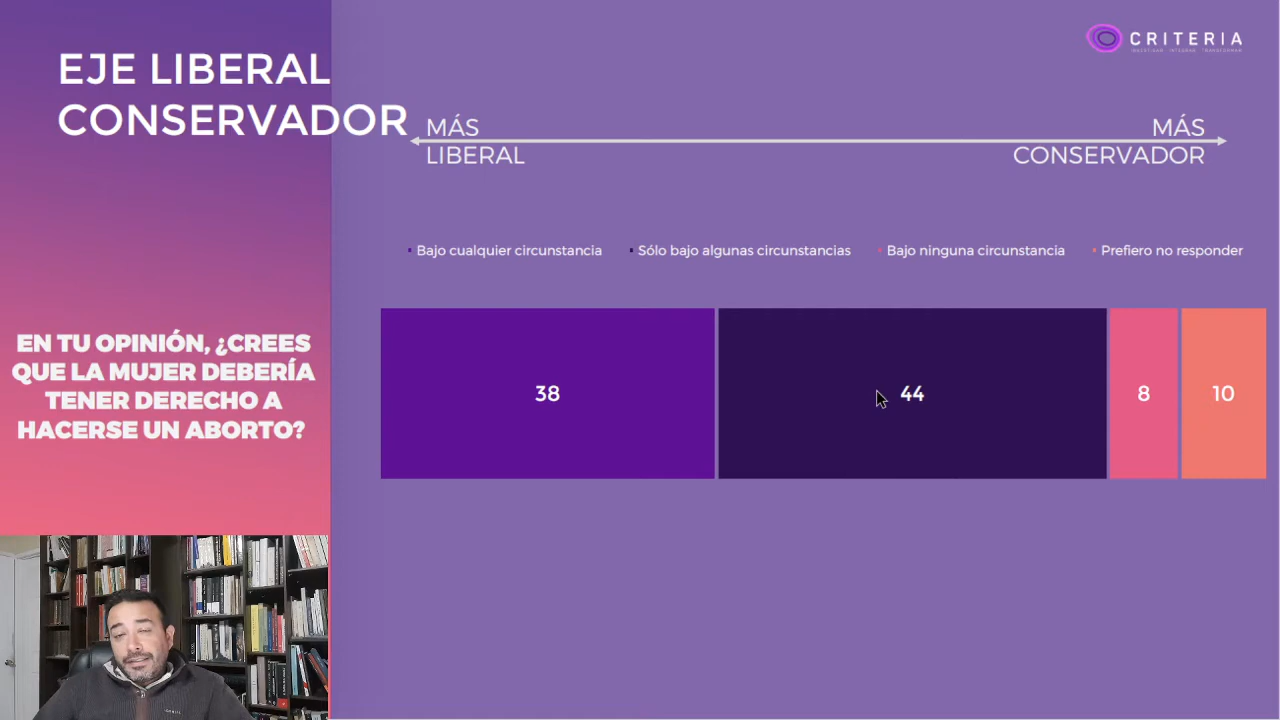 EJE LIBERAL
CONSERVADOR
CRITERIA
MÁS
LIBERAL
MÁS
CONSERVADOR
Bajo cualquier circunstancia
Sólo bajo algunas circunstancias
Bajo ninguna circunstancia
Prefiero no responder
EN TU OPINIÓN, ¿CREES
QUE LA MUJER DEBERÍA
TENER DERECHO A
HACERSE UN ABORTO?
38
44
8
10